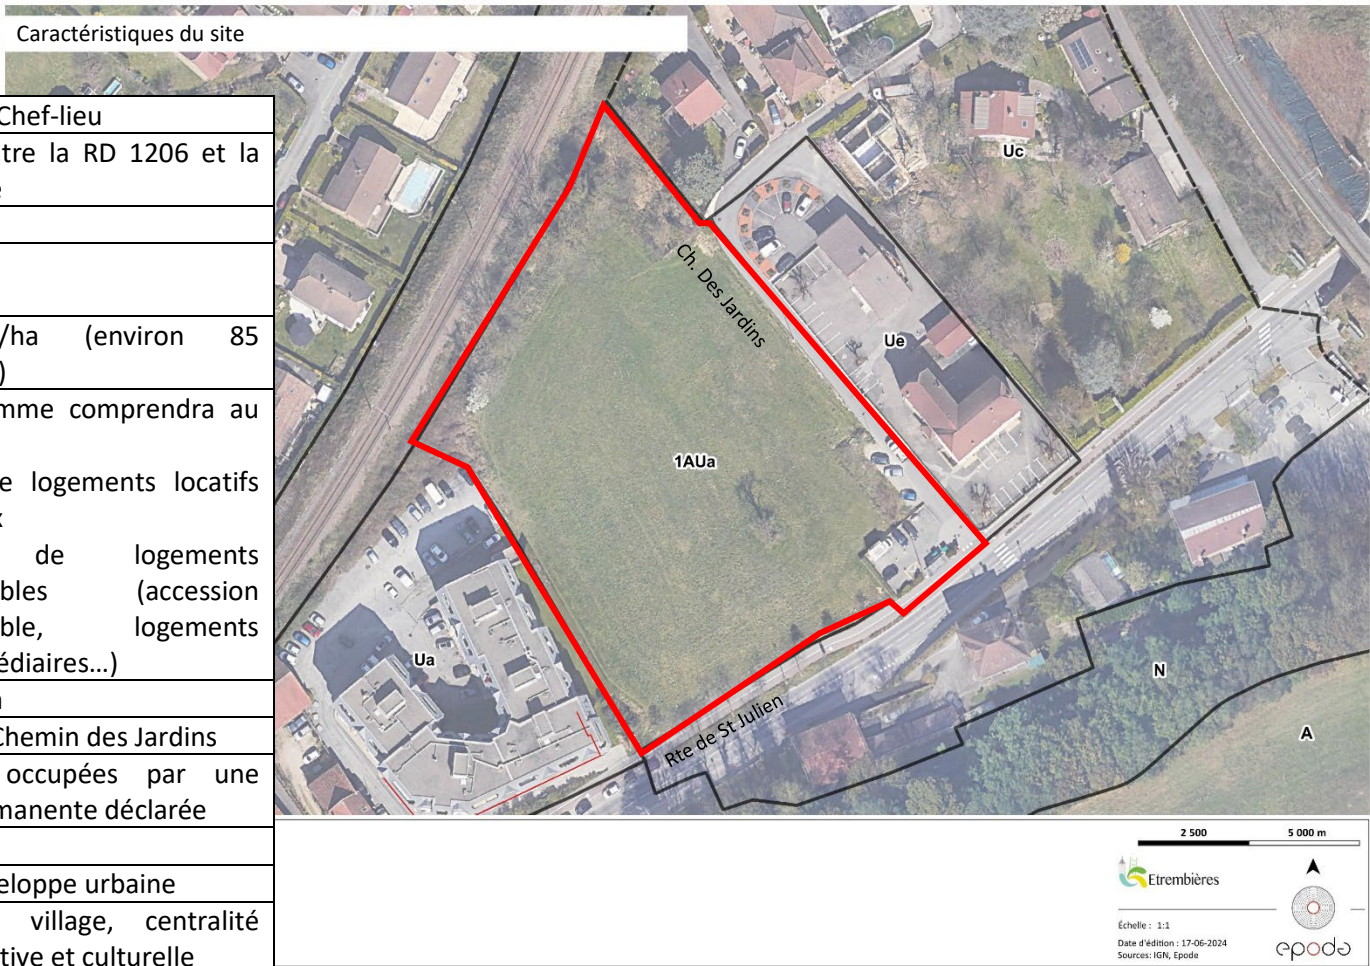 Caractéristiques du site
Chef-lieu
tre la RD 1206 et la
/ha (environ 85
)
mme comprendra au
e logements locatifs
x
de logements
bles (accession
ble, logements
édiaires...)
Chemin des Jardins
occupées par une
manente déclarée
eloppe urbaine
village, centralité
tive et culturelle
Uc
Ch. Des Jardins
Ue
1AUa
Ua
Rte de St Julien
N
A
2 500 5 000 m
Etrembières
Échelle : 1:1
Date d'édition : 17-06-2024
Sources: IGN, Epode
epode